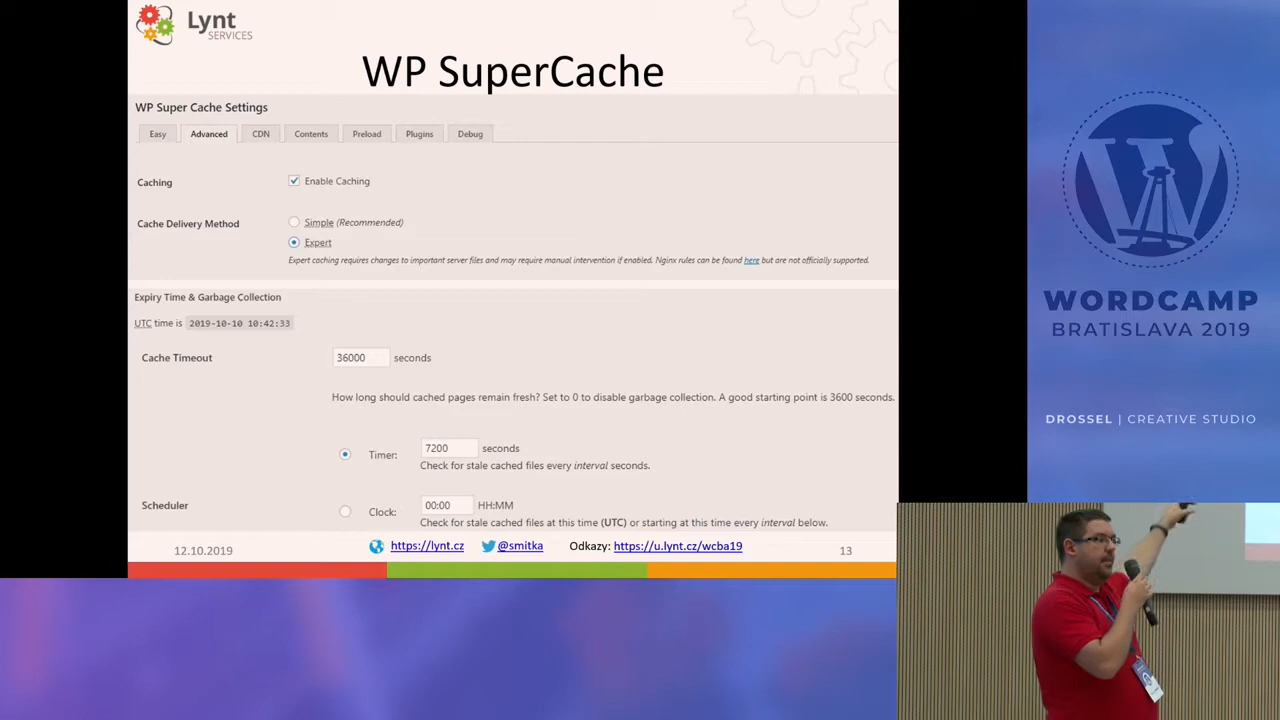 Lynt
SERVICES
WP SuperCache
WP Super Cache Settings
Easy Advanced CDN Contents Preload Plugins Debug
Caching Enable Caching
Cache Delivery Method Simple (Recommended)
Expert
Expert caching requires changes to important server files and may require manual intervention if enabled. Nginx rules can be found here but are not officially supported.
Expiry Time & Garbage Collection
UTC time is 2019-10-10 10:42:33
Cache Timeout 36000 seconds
How long should cached pages remain fresh? Set to 0 to disable garbage collection. A good starting point is 3600 seconds.
Timer: 7200 seconds
Check for stale cached files every interval seconds.
Scheduler Clock: 00:00 HH:MM
Check for stale cached files at this time (UTC) or starting at this time every interval below.
12.10.2019 https://lynt.cz @smitka Odkazy: https://u.lynt.cz/wcba19 13
WORDCAMP
BRATISLAVA 2019
DROSSEL | CREATIVE STUDIO